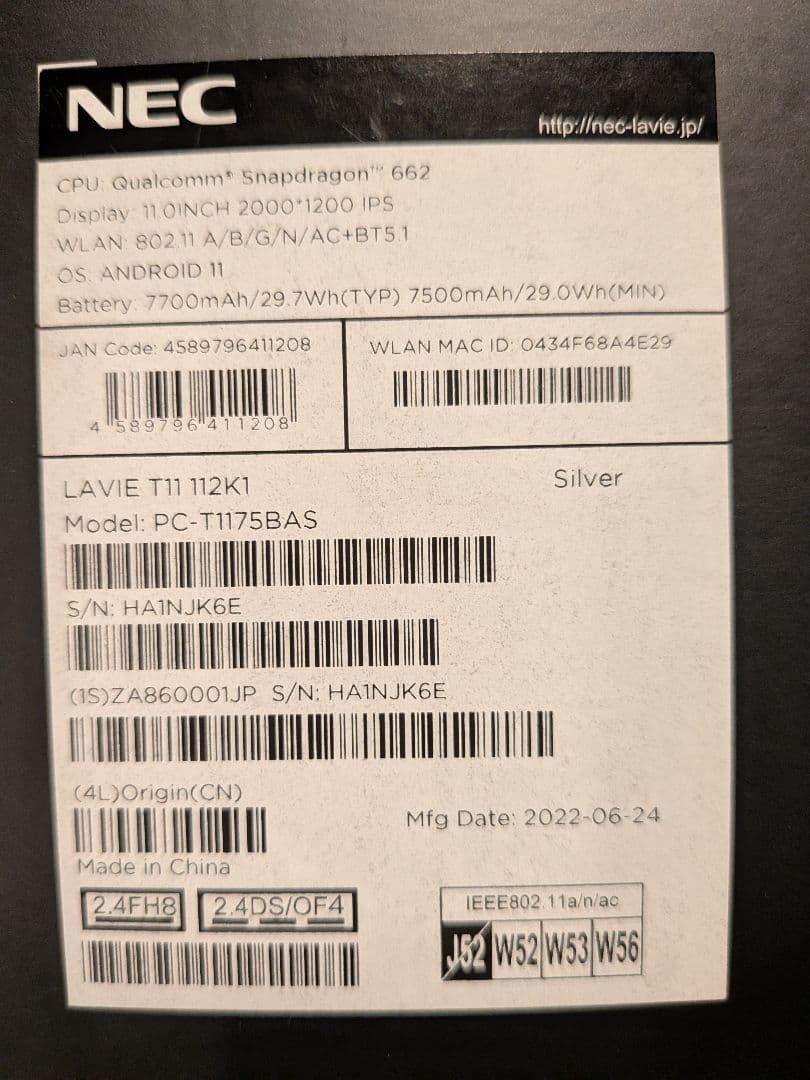 NEC
http://nec-lavie.jp/
CPU: Qualcomm® Snapdragon™ 662
Display: 11.0INCH 2000*1200 IPS
WLAN: 802.11 A/B/G/N/AC+BT5.1
OS: ANDROID 11
Battery: 7700mAh/29.7Wh(TYP) 7500mAh/29.0Wh(MIN)
JAN Code: 4589796411208
4 589796 411208
WLAN MAC ID: 0434F68A4E29
LAVIE T11 112K1
Silver
Model: PC-T1175BAS
S/N: HA1NJK6E
(1S)ZA860001JP S/N: HA1NJK6E
(4L)Origin(CN)
Mfg Date: 2022-06-24
Made in China
2.4FH8
2.4DS/OF4
IEEE802.11a/n/ac
J52 W52 W53 W56